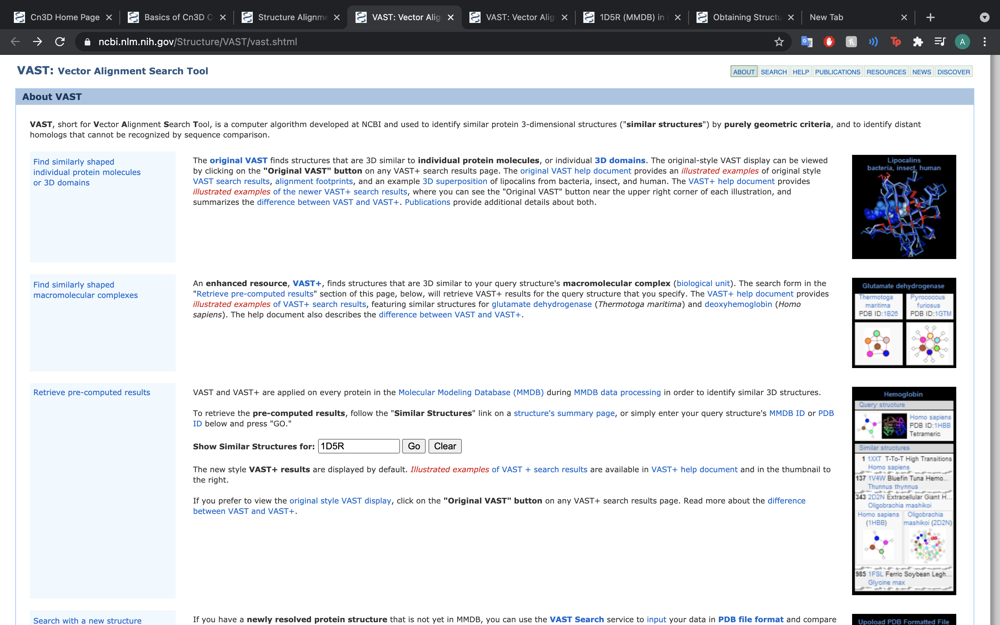 Cn3D Home Page
Basics of Cn3D C
Structure Alignme
VAST: Vector Alig
VAST: Vector Alig
1D5R (MMDB) in i
Obtaining Structu
New Tab
ncbi.nlm.nih.gov/Structure/VAST/vast.shtml
A
VAST: Vector Alignment Search Tool
ABOUT SEARCH HELP PUBLICATIONS RESOURCES NEWS DISCOVER
About VAST
VAST, short for Vector Alignment Search Tool, is a computer algorithm developed at NCBI and used to identify similar protein 3-dimensional structures ("similar structures") by purely geometric criteria, and to identify distant
homologs that cannot be recognized by sequence comparison.
Find similarly shaped
individual protein molecules
or 3D domains
The original VAST finds structures that are 3D similar to individual protein molecules, or individual 3D domains. The original-style VAST display can be viewed
by clicking on the "Original VAST" button on any VAST+ search results page. The original VAST help document provides an illustrated examples of original style
VAST search results, alignment footprints, and an example 3D superposition of lipocalins from bacteria, insect, and human. The VAST+ help document provides
illustrated examples of the newer VAST+ search results, where you can see the "Original VAST" button near the upper right corner of each illustration, and
summarizes the difference between VAST and VAST+. Publications provide additional details about both.
Lipocalins
bacteria, insect, human
Find similarly shaped
macromolecular complexes
An enhanced resource, VAST+, finds structures that are 3D similar to your query structure's macromolecular complex (biological unit). The search form in the
"Retrieve pre-computed results" section of this page, below, will retrieve VAST+ results for the query structure that you specify. The VAST+ help document provides
illustrated examples of VAST+ search results, featuring similar structures for glutamate dehydrogenase (Thermotoga maritima) and deoxyhemoglobin (Homo
sapiens). The help document also describes the difference between VAST and VAST+.
Glutamate dehydrogenase
Thermotoga
maritima
PDB ID:1B26
Pyrococcus
furiosus
PDB ID:1GTM
Retrieve pre-computed results
VAST and VAST+ are applied on every protein in the Molecular Modeling Database (MMDB) during MMDB data processing in order to identify similar 3D structures.
To retrieve the pre-computed results, follow the "Similar Structures" link on a structure's summary page, or simply enter your query structure's MMDB ID or PDB
ID below and press "GO."
Show Similar Structures for: 1D5R Go Clear
The new style VAST+ results are displayed by default. Illustrated examples of VAST + search results are available in VAST+ help document and in the thumbnail to
the right.
If you prefer to view the original style VAST display, click on the "Original VAST" button on any VAST+ search results page. Read more about the difference
between VAST and VAST+.
Hemoglobin
Query structure
Homo sapiens
PDB ID:1HBB
Tetrameric
Similar structures
1 1XXT T-To-T High Transitions
Homo sapiens
137 1V4W Bluefin Tuna Hemo...
Thunnus thynnus
343 2D2N Extracellular Giant H...
Oligobrachia mashikoi
Homo sapiens
(1HBB)
Oligobrachia
mashikoi (2D2N)
985 1FSL Ferric Soybean Legh...
Glycine max
Search with a new structure
If you have a newly resolved protein structure that is not yet in MMDB, you can use the VAST Search service to input your data in PDB file format and compare
Upoload PDB Formatted File